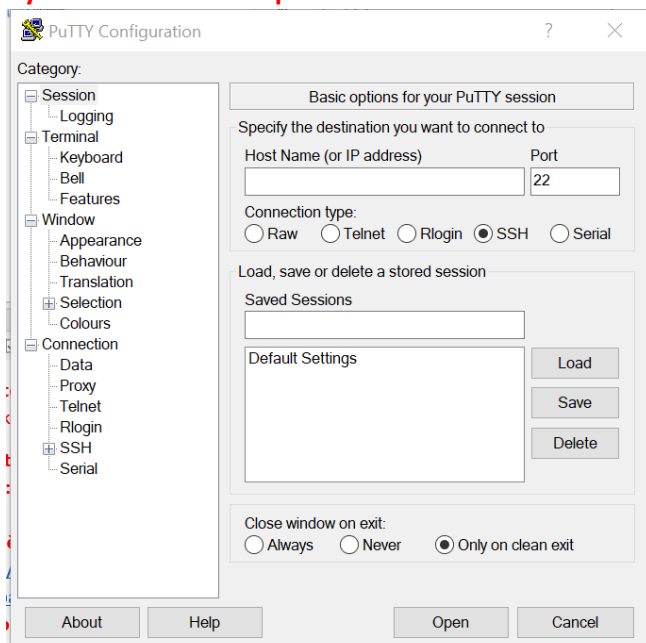 PuTTY Configuration
?
Category:
Session
Logging
Terminal
Keyboard
Bell
Features
Window
Appearance
Behaviour
Translation
Selection
Colours
Connection
Data
Proxy
Telnet
Rlogin
SSH
Serial
Basic options for your PuTTY session
Specify the destination you want to connect to
Host Name (or IP address) Port
22
Connection type:
Raw Telnet Rlogin SSH Serial
Load, save or delete a stored session
Saved Sessions
Default Settings
Load
Save
Delete
Close window on exit:
Always Never Only on clean exit
About Help Open Cancel